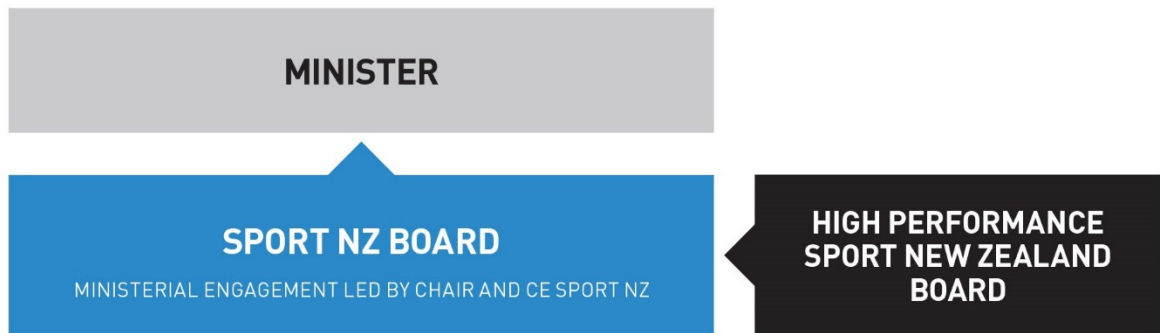 MINISTER
SPORT NZ BOARD
MINISTERIAL ENGAGEMENT LED BY CHAIR AND CE SPORT NZ
HIGH PERFORMANCE
SPORT NEW ZEALAND
BOARD